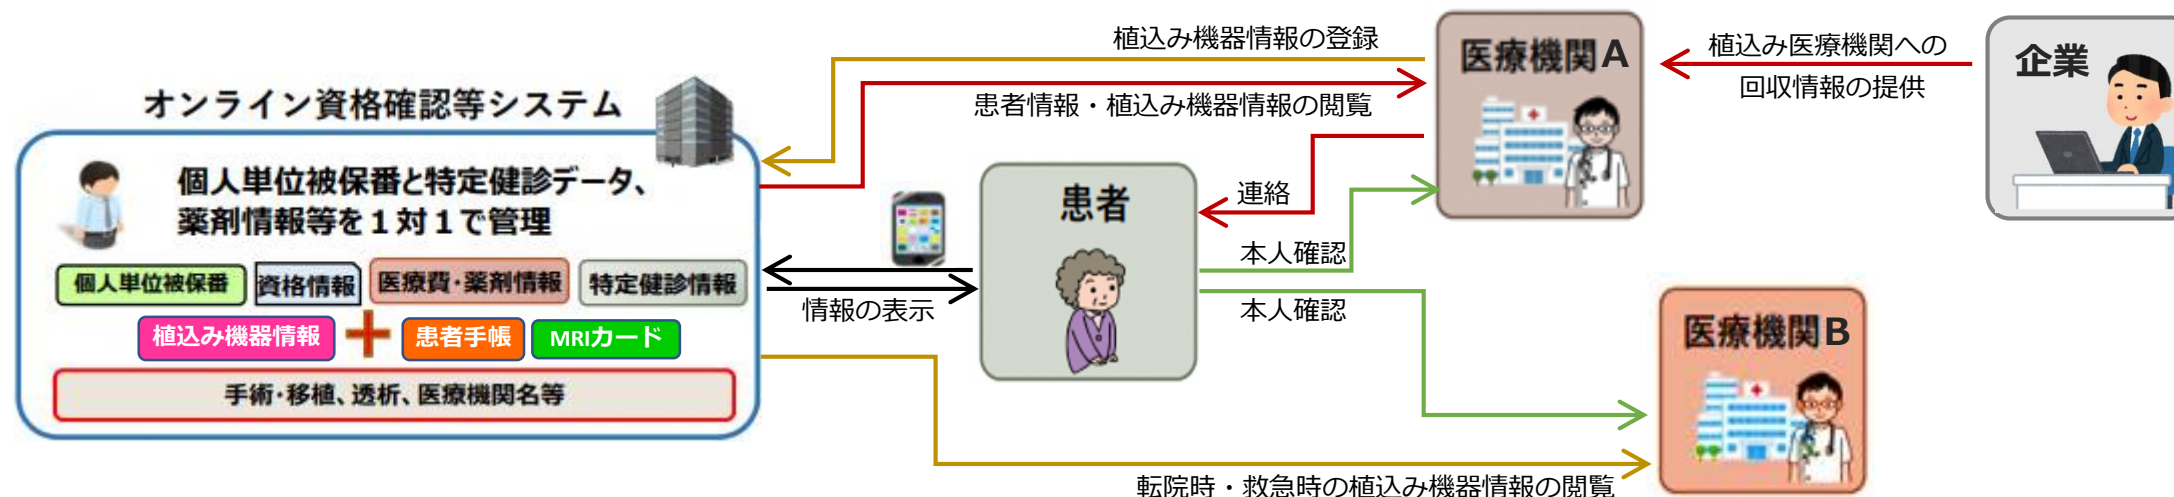 植込み機器情報の登録
医療機関A
植込み医療機関への
回収情報の提供
企業
オンライン資格確認等システム
患者情報・植込み機器情報の閲覧
個人単位被保番と特定健診データ、
薬剤情報等を１対１で管理
患者
連絡
本人確認
個人単位被保番
資格情報
医療費・薬剤情報
特定健診情報
情報の表示
本人確認
植込み機器情報
患者手帳
MRIカード
医療機関B
手術・移植、透析、医療機関名等
転院時・救急時の植込み機器情報の閲覧